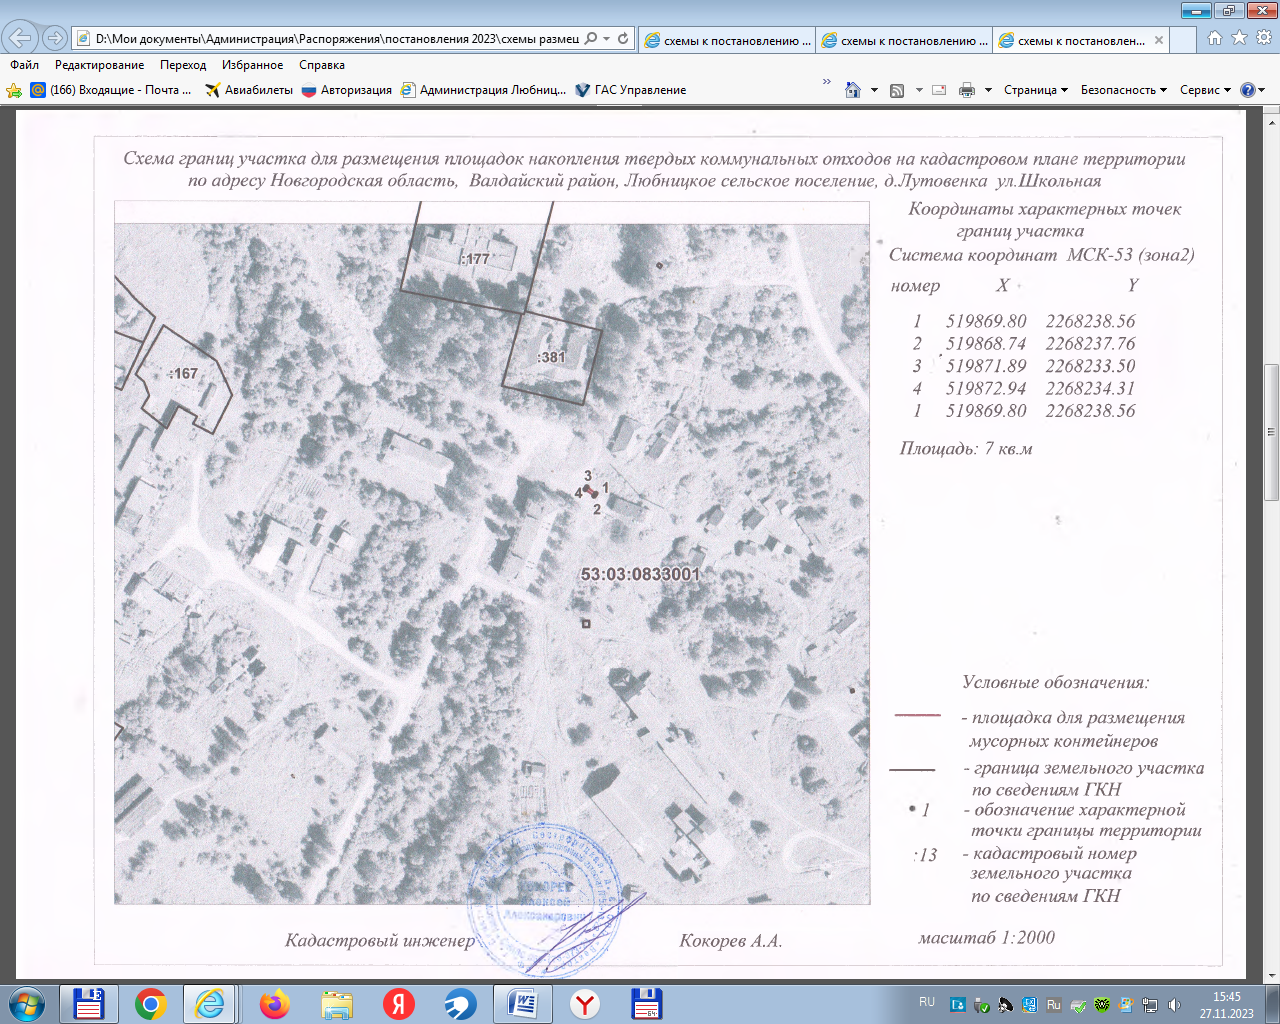 D:\Мои документы\Администрация\Распоряжения\постановления 2023\схемы размещ
схемы к постановлению ...
схемы к постановлению ...
схемы к постановлен...
Файл Редактирование Переход Избранное Справка
(166) Входящие - Почта ...
Авиабилеты
Авторизация
Администрация Любниц...
ГАС Управление
Страница
Безопасность
Сервис
Схема границ участка для размещения площадок накопления твердых коммунальных отходов на кадастровом плане территории
по адресу Новгородская область, Валдайский район, Любницкое сельское поселение, д.Лутовенка ул.Школьная
Координаты характерных точек
границ участка
Система координат МСК-53 (зона2)
номер X Y
1 519869.80 2268238.56
2 519868.74 2268237.76
3 519871.89 2268233.50
4 519872.94 2268234.31
1 519869.80 2268238.56
Площадь: 7 кв.м
:177
:381
:167
3
4 1
2
53:03:0833001
Условные обозначения:
- площадка для размещения
мусорных контейнеров
- граница земельного участка
по сведениям ГКН
1 - обозначение характерной
точки границы территории
:13 - кадастровый номер
земельного участка
по сведениям ГКН
Кадастровый инженер
Кокорев А.А.
масштаб 1:2000
Алексей
Александрович
RU
15:45
27.11.2023